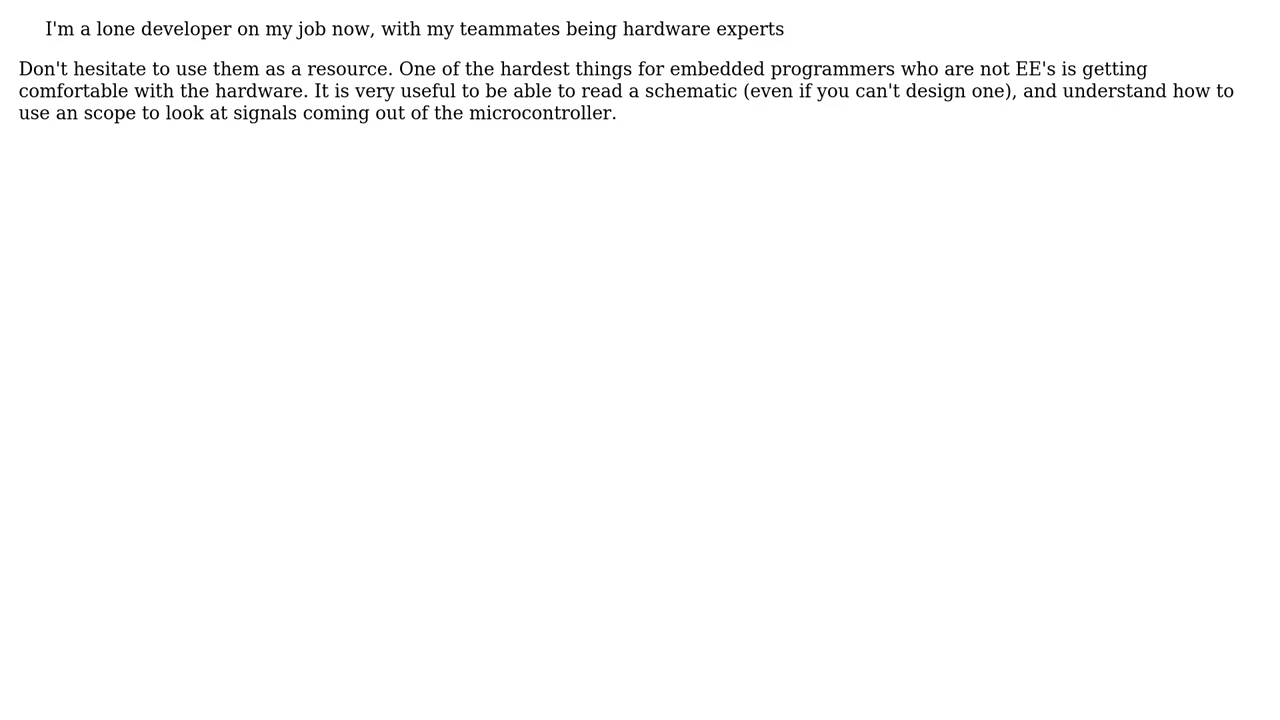 I'm a lone developer on my job now, with my teammates being hardware experts
Don't hesitate to use them as a resource. One of the hardest things for embedded programmers who are not EE's is getting
comfortable with the hardware. It is very useful to be able to read a schematic (even if you can't design one), and understand how to
use an scope to look at signals coming out of the microcontroller.